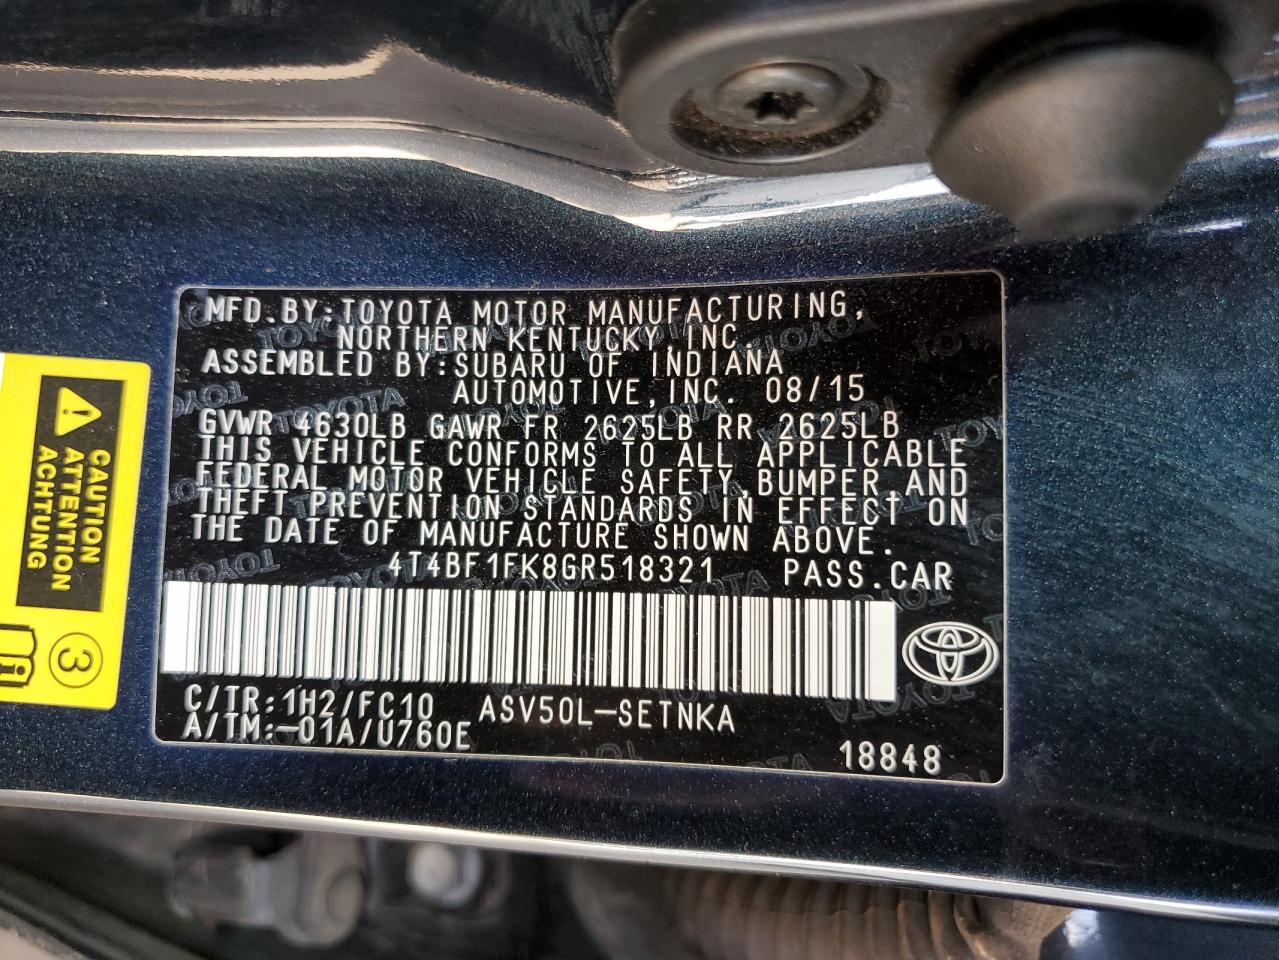 MFD.BY:TOYOTA MOTOR MANUFACTURING,
NORTHERN KENTUCKY,INC.
ASSEMBLED BY:SUBARU OF INDIANA
AUTOMOTIVE,INC. 08/15
GVWR 4630LB GAWR FR 2625LB RR 2625LB
THIS VEHICLE CONFORMS TO ALL APPLICABLE
FEDERAL MOTOR VEHICLE SAFETY,BUMPER,AND
THEFT PREVENTION STANDARDS IN EFFECT ON
THE DATE OF MANUFACTURE SHOWN ABOVE.
4T4BF1FK8GR518321 PASS.CAR
C/TR:1H2/FC10 ASV50L-SETNKA
A/TM:-01A/U760E
18848
CAUTION
ATTENTION
ACHTUNG
3